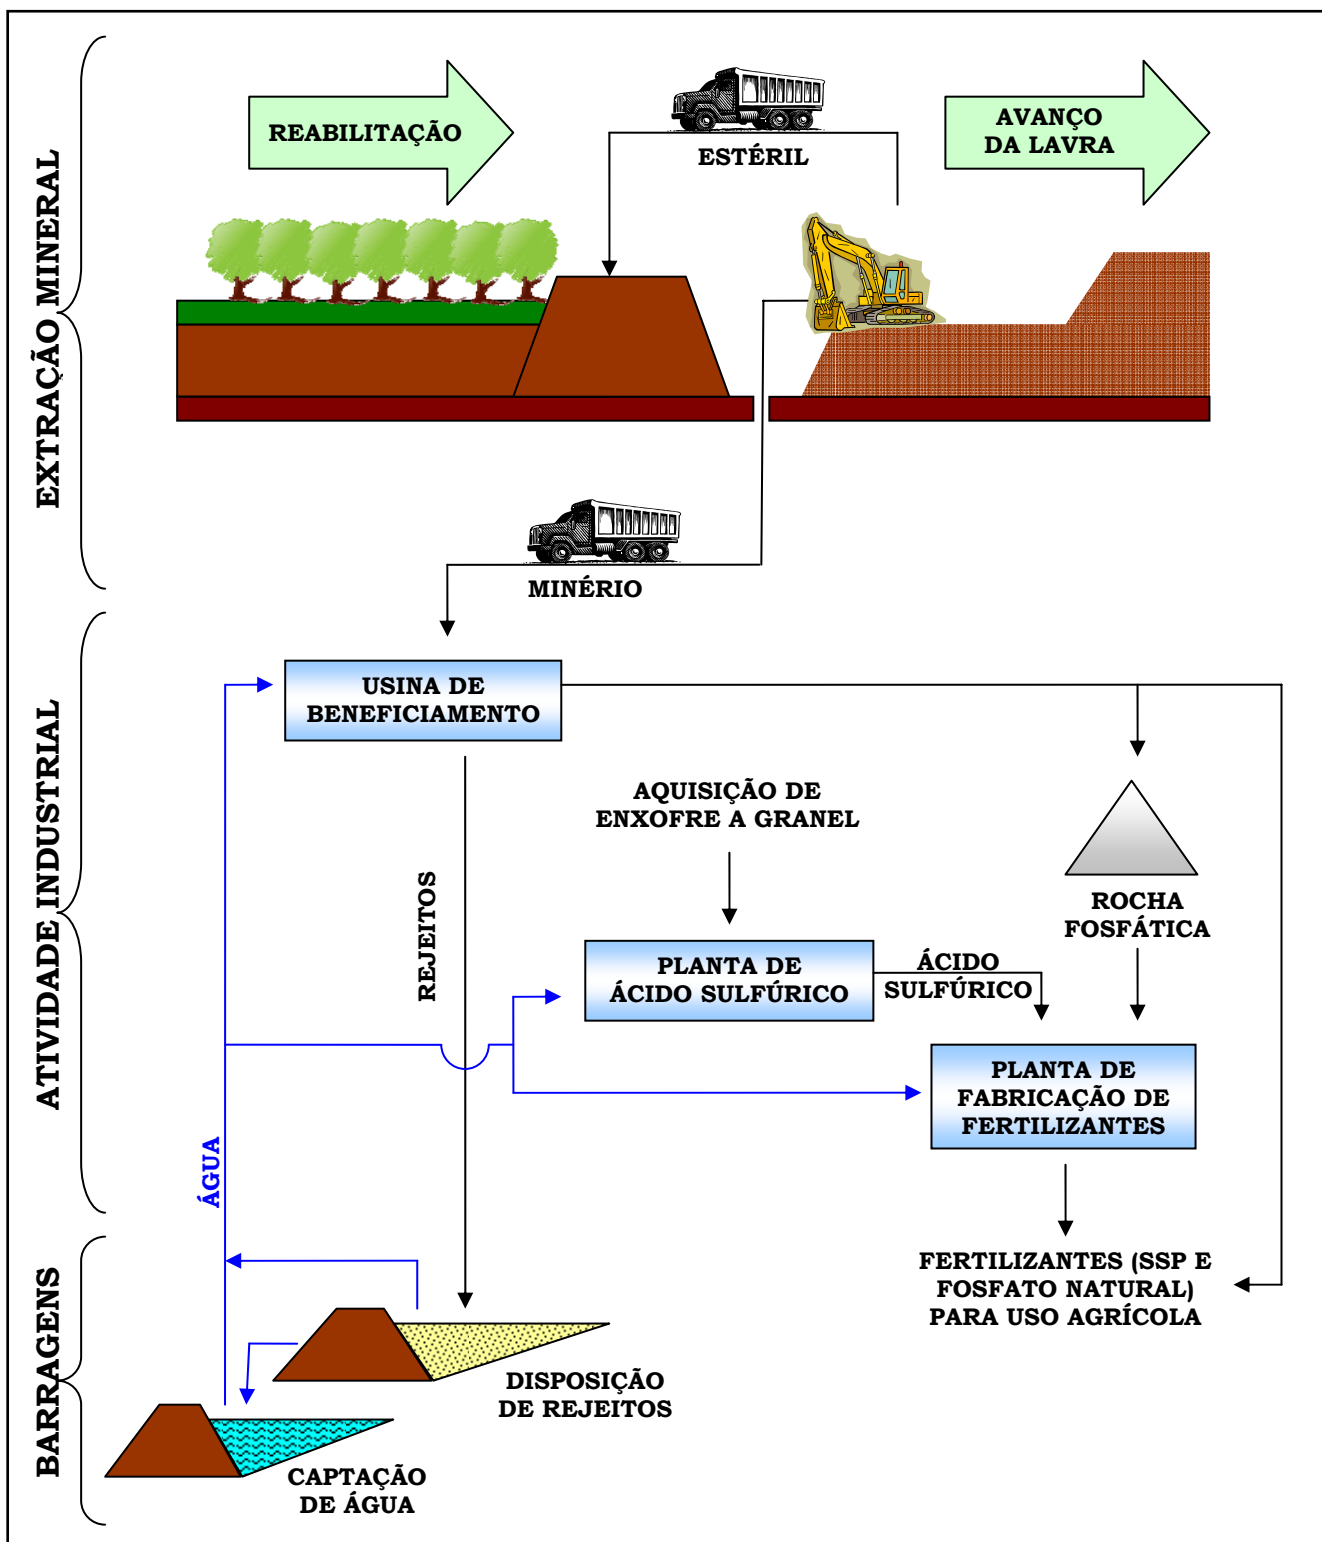 EXTRAÇÃO MINERAL
REABILITAÇÃO
ESTÉRIL
AVANÇO
DA LAVRA
MINÉRIO
ATIVIDADE INDUSTRIAL
USINA DE
BENEFICIAMENTO
AQUISIÇÃO DE
ENXOFRE A GRANEL
REJEITOS
ROCHA
FOSFÁTICA
PLANTA DE
ÁCIDO SULFÚRICO
ÁCIDO
SULFÚRICO
PLANTA DE
FABRICAÇÃO DE
FERTILIZANTES
ÁGUA
FERTILIZANTES (SSP E
FOSFATO NATURAL)
PARA USO AGRÍCOLA
BARRAGENS
DISPOSIÇÃO
DE REJEITOS
CAPTAÇÃO
DE ÁGUA